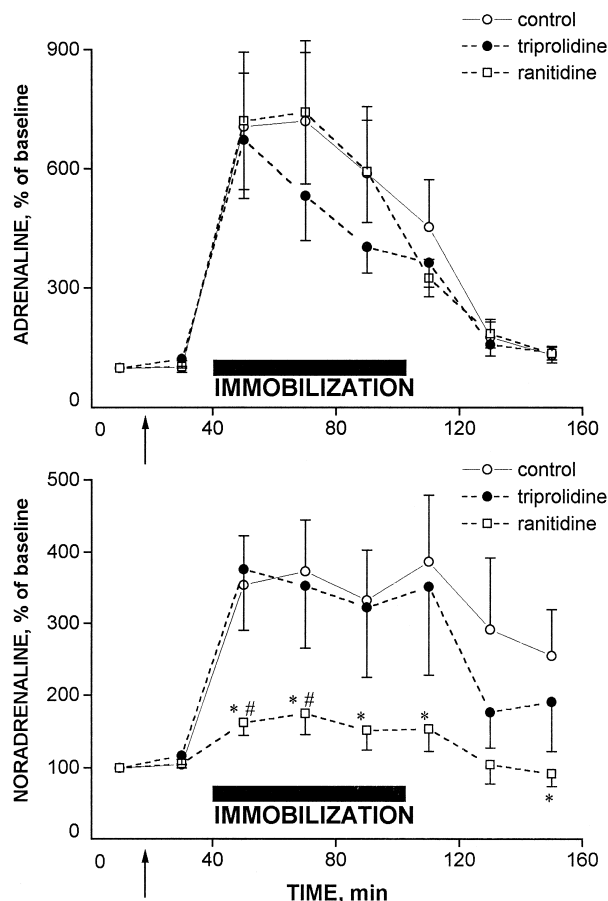 control
triprolidine
ranitidine
ADRENALINE, % of baseline
900
600
300
0
IMMOBILIZATION
0 40 80 120 160
control
triprolidine
ranitidine
NORADRENALINE, % of baseline
500
400
300
200
* # * # * *
100
*
0
IMMOBILIZATION
0 40 80 120 160
TIME, min